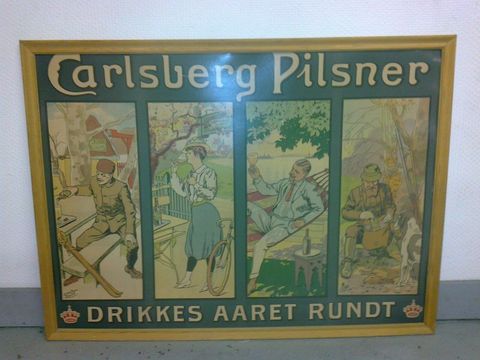 Carlsberg Pilsner
DRIKKES AARET RUNDT